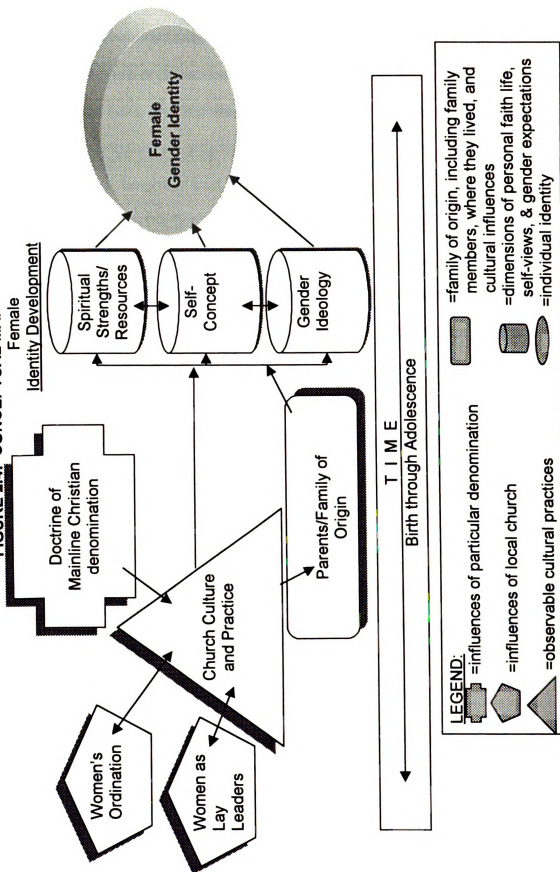 Female
Identity Development
Doctrine of
Mainline Christian
denomination
Women's
Ordination
Women as
Lay
Leaders
Church Culture
and Practice
Parents/Family of
Origin
Spiritual
Strengths/
Resources
Self-
Concept
Gender
Ideology
Female
Gender Identity
T I M E
Birth through Adolescence
LEGEND:
=influences of particular denomination
=influences of local church
=observable cultural practices
=family of origin, including family
members, where they lived, and
cultural influences
=dimensions of personal faith life,
self-views, & gender expectations
=individual identity